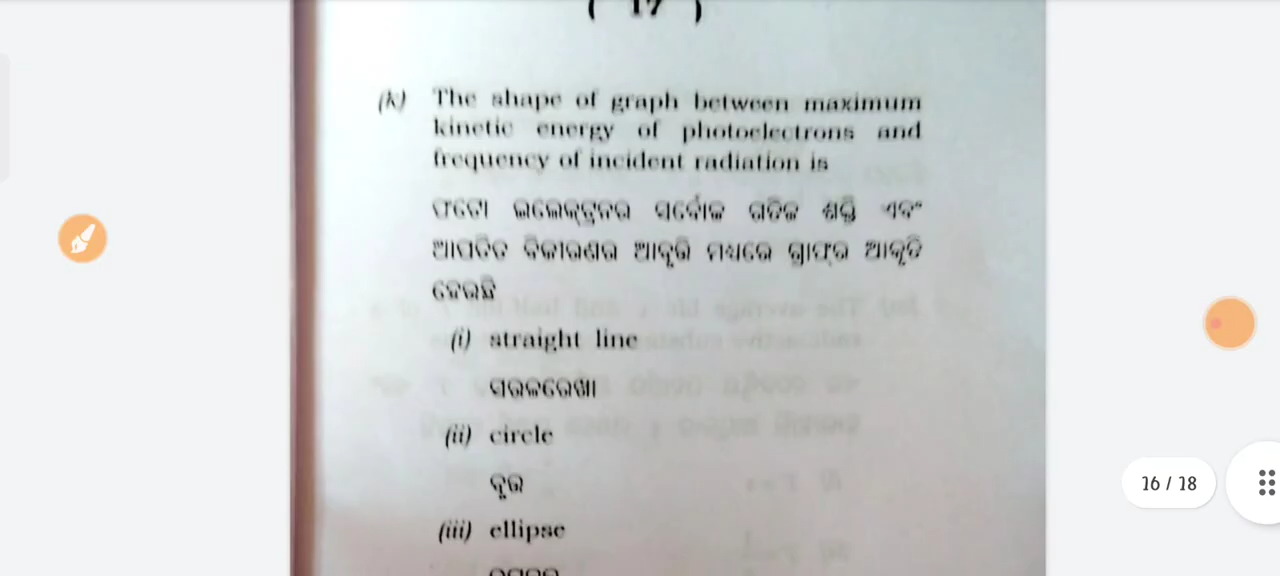 ( 17 )
(k) The shape of graph between maximum
kinetic energy of photoelectrons and
frequency of incident radiation is
ଫଟୋ ଇଲେକ୍ଟ୍ରନର ସର୍ବୋଚ୍ଚ ଗତିଜ ଶକ୍ତି ଏବଂ
ଆପତିତ ବିକୀରଣର ଆବୃତ୍ତି ମଧ୍ୟରେ ଗ୍ରାଫ୍‌ର ଆକୃତି
ହେଉଛି
(i) straight line
ସରଳରେଖା
(ii) circle
ବୃତ୍ତ
(iii) ellipse
16 / 18